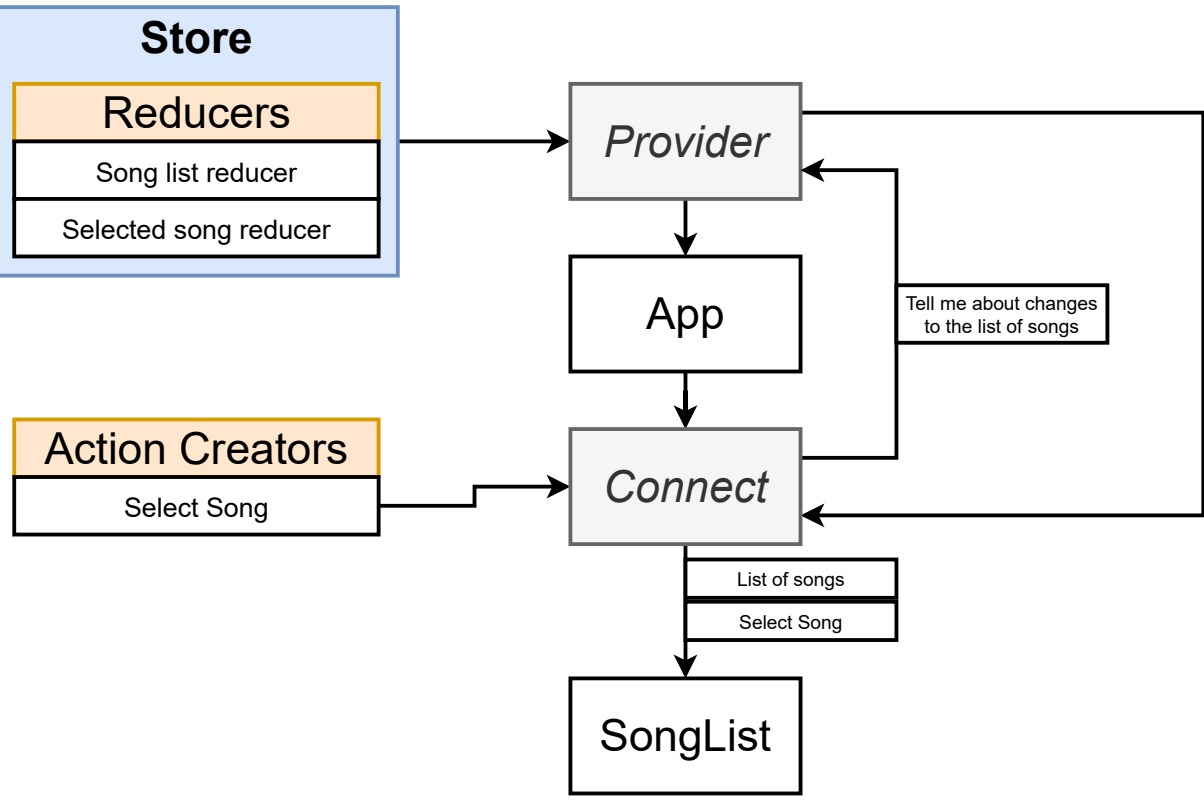 Store
Reducers
Song list reducer
Selected song reducer
Provider
App
Tell me about changes
to the list of songs
Action Creators
Select Song
Connect
List of songs
Select Song
SongList